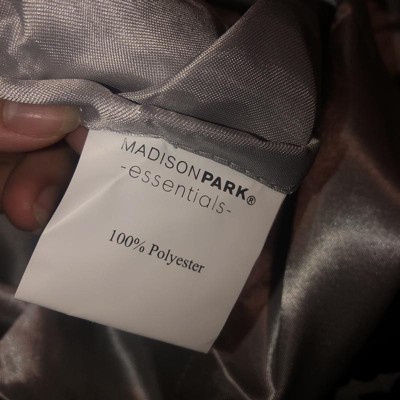 MADISONPARK®
-essentials-
100% Polyester